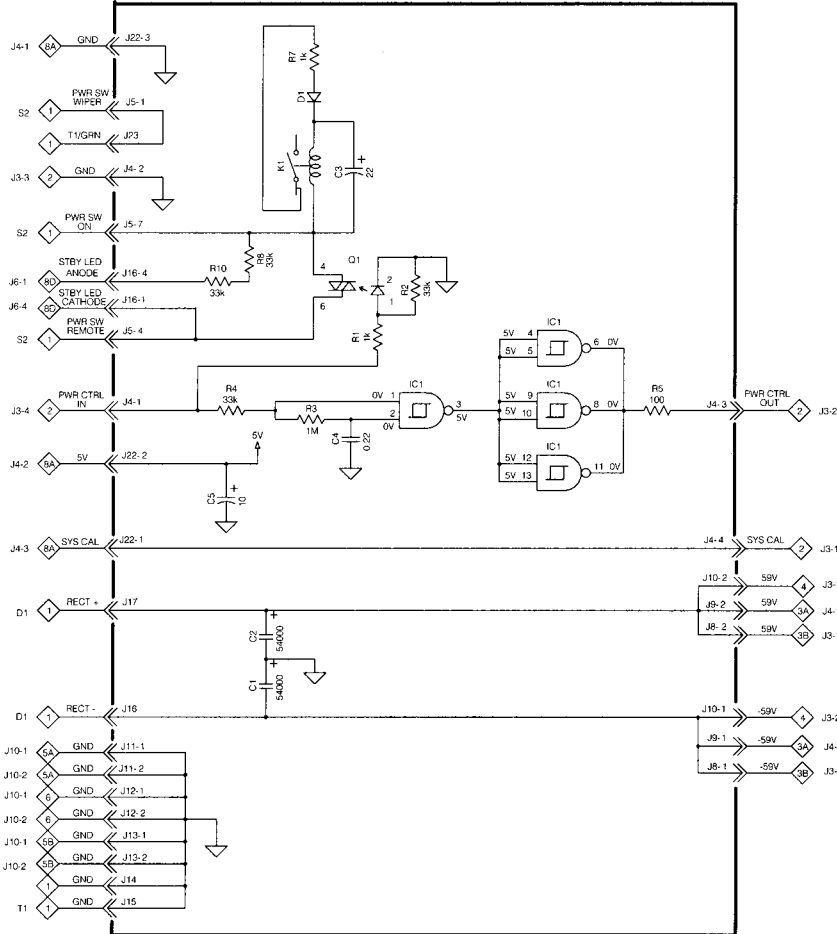 J4-1 8A GND J22-3
S2 1 PWR SW WIPER J5-1
1 T1/GRN J23
J3-3 2 GND J4-2
S2 1 PWR SW ON J5-7
J6-1 8D STBY LED ANODE J16-4
J6-4 8D STBY LED CATHODE J16-1
S2 1 PWR SW REMOTE J5-4
R7 1k
D1
K1
C3 + 22
R8 33k
R10 33k
Q1
4
6
2
1
R2 33k
R1 1k
J3-4 2 PWR CTRL IN J4-1
R4 33k
R3 1M
C4 0.22
0V 1
2
0V
IC1
3
5V
IC1
5V 4
5V 5
6 0V
IC1
5V 9
5V 10
8 0V
IC1
5V 12
5V 13
11 0V
R5 100
J4-3 PWR CTRL OUT 2 J3-2
J4-2 8A 5V J22-2
5V
C5 + 10
J4-3 8A SYS CAL J22-1
J4-4 SYS CAL 2 J3-1
D1 1 RECT + J17
J10-2 59V 4 J3-
J9-2 59V 3A J4-
J8-2 59V 3B J3-
+
C2 54000
+
C1 54000
D1 1 RECT - J16
J10-1 -59V 4 J3-2
J9-1 -59V 3A J4-
J8-1 -59V 3B J3-
J10-1 5A GND J11-1
J10-2 5A GND J11-2
J10-1 6 GND J12-1
J10-2 6 GND J12-2
J10-1 5B GND J13-1
J10-2 5B GND J13-2
1 GND J14
T1 1 GND J15